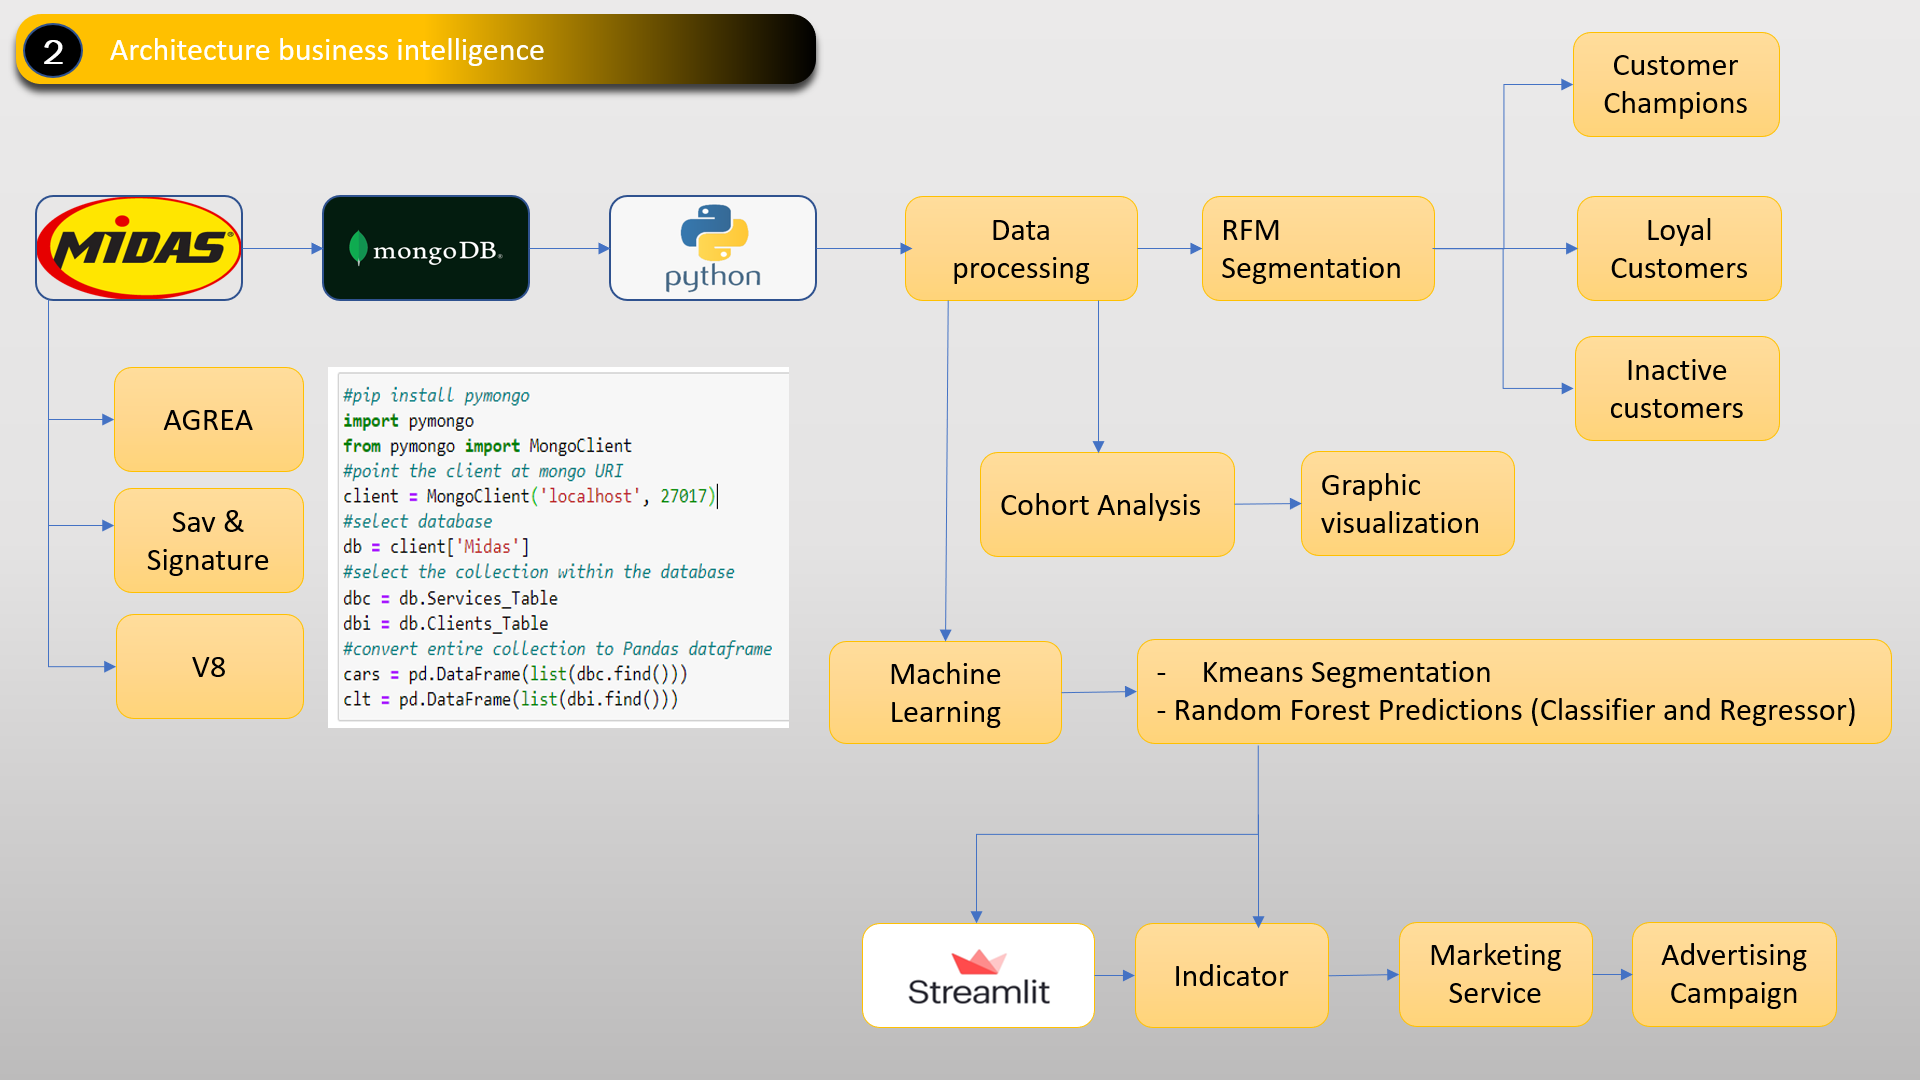 2
Architecture business intelligence
Customer
Champions
MiDAS®
mongoDB®
python
Data
processing
RFM
Segmentation
Loyal
Customers
Inactive
customers
AGREA
Sav &
Signature
V8
#pip install pymongo
import pymongo
from pymongo import MongoClient
#point the client at mongo URI
client = MongoClient('localhost', 27017)
#select database
db = client['Midas']
#select the collection within the database
dbc = db.Services_Table
dbi = db.Clients_Table
#convert entire collection to Pandas dataframe
cars = pd.DataFrame(list(dbc.find()))
clt = pd.DataFrame(list(dbi.find()))
Cohort Analysis
Graphic
visualization
Machine
Learning
- Kmeans Segmentation
- Random Forest Predictions (Classifier and Regressor)
Streamlit
Indicator
Marketing
Service
Advertising
Campaign